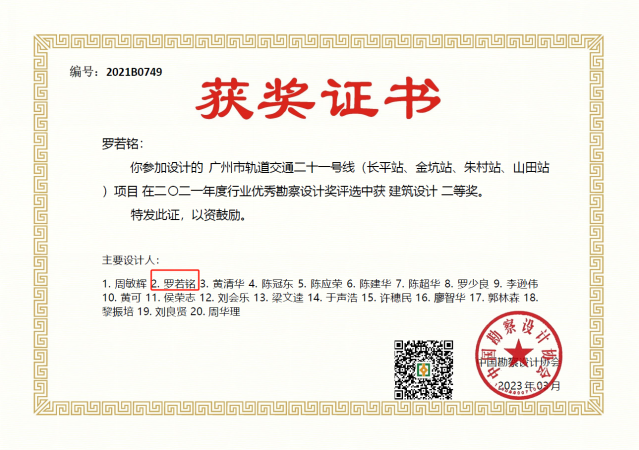 编号：2021B0749
获奖证书
罗若铭：
你参加设计的 广州市轨道交通二十一号线（长平站、金坑站、朱村站、山田站
）项目 在二〇二一年度行业优秀勘察设计奖评选中获 建筑设计 二等奖。
特发此证，以资鼓励。
主要设计人：
1. 周敏辉 2. 罗若铭 3. 黄清华 4. 陈冠东 5. 陈应荣 6. 陈建华 7. 陈超华 8. 罗少良 9. 李逊伟
10. 黄可 11. 侯荣志 12. 刘会乐 13. 梁文逵 14. 于声浩 15. 许穗民 16. 廖智华 17. 郭林森 18.
黎振培 19. 刘良贤 20. 周华理
中国勘察设计协会
中国勘察设计协会
2023年03月